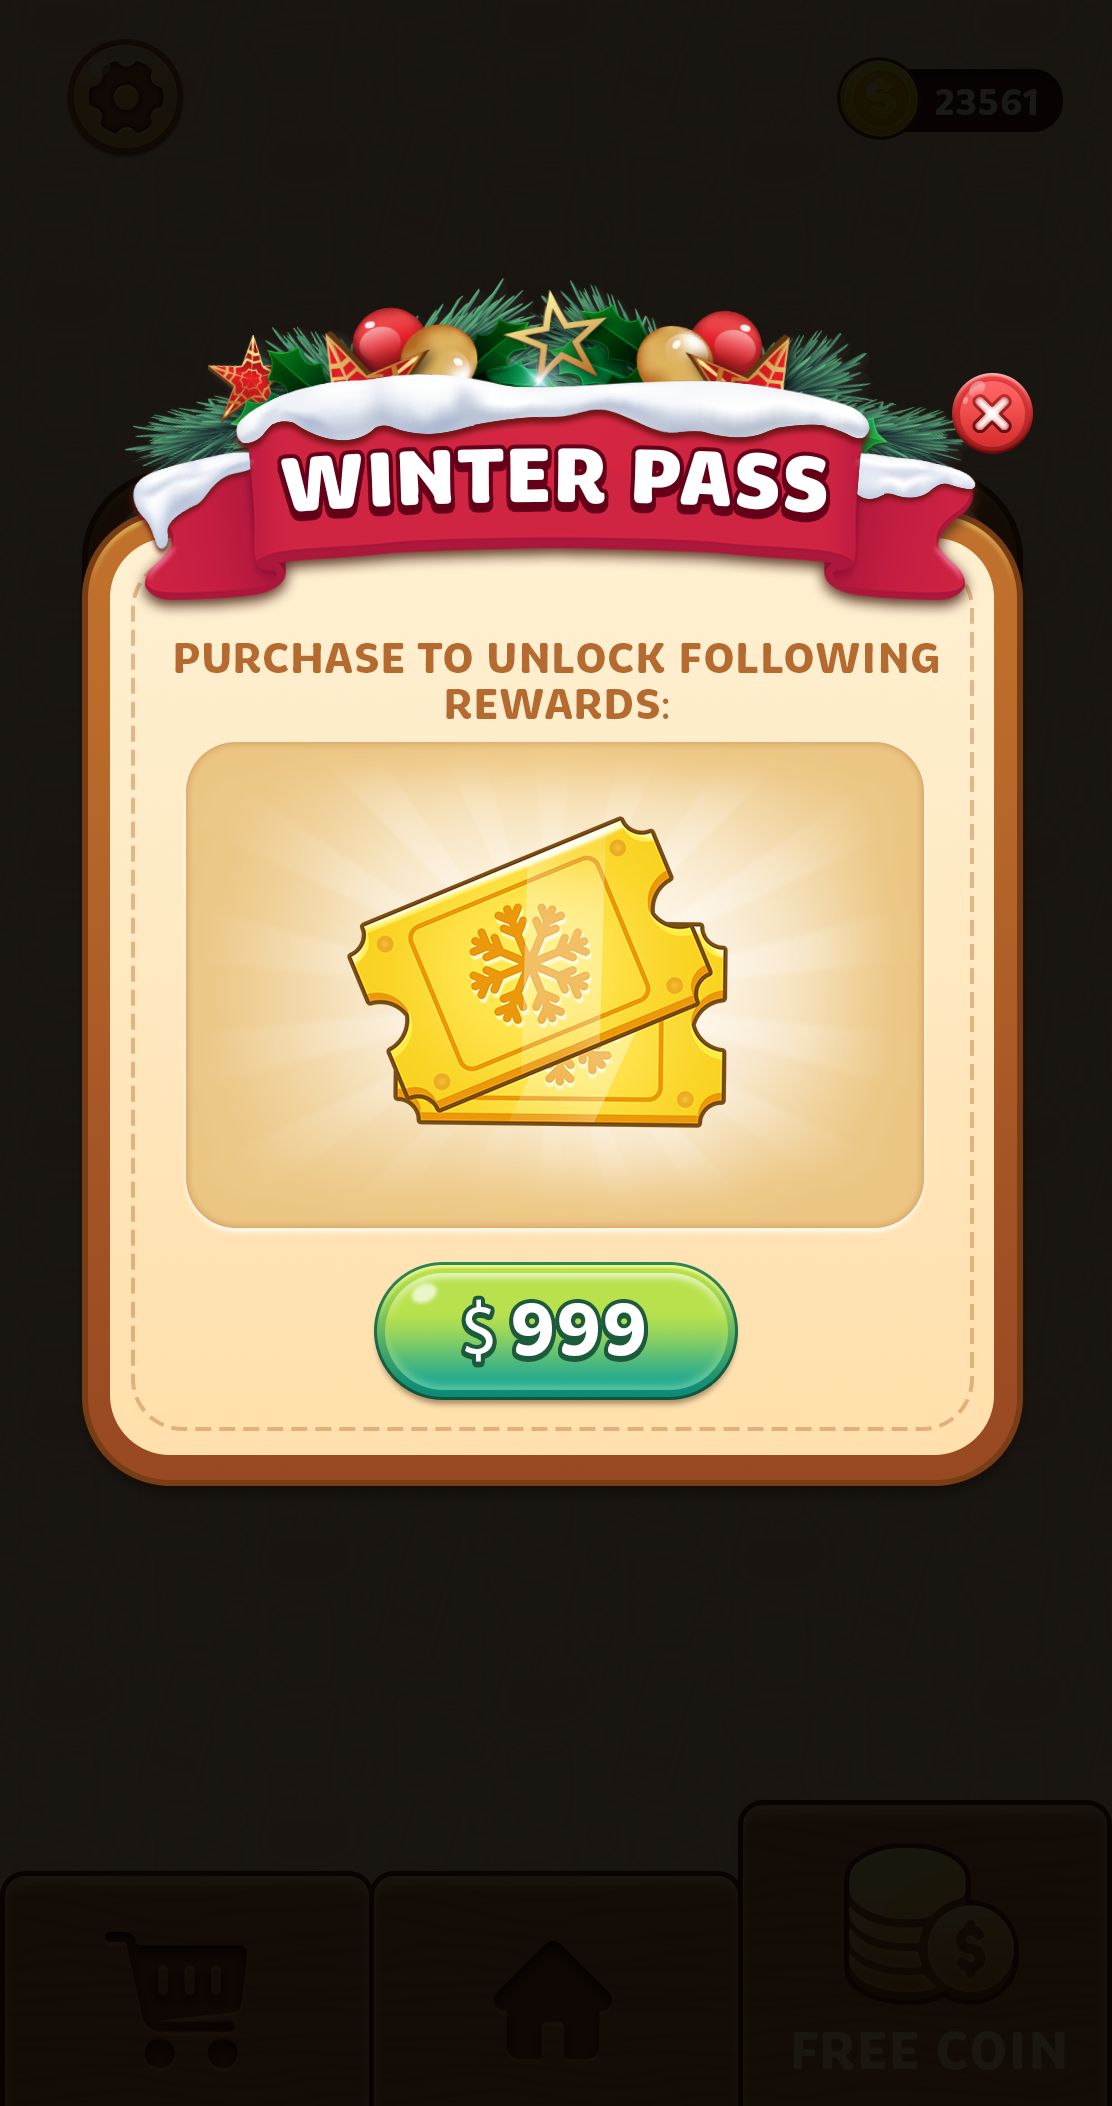 23561
WINTER PASS
PURCHASE TO UNLOCK FOLLOWING
REWARDS:
$ 999
FREE COIN